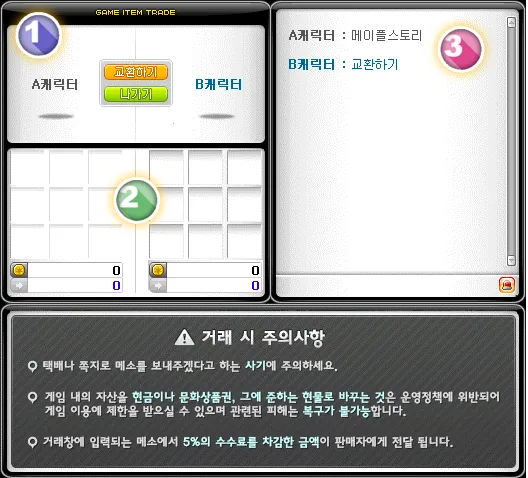 GAME ITEM TRADE
1
A캐릭터
교환하기
나가기
B캐릭터
2
0
0
0
0
A캐릭터 : 메이플스토리
B캐릭터 : 교환하기
3
거래 시 주의사항
택배나 쪽지로 메소를 보내주겠다고 하는 사기에 주의하세요.
게임 내의 자산을 현금이나 문화상품권, 그에 준하는 현물로 바꾸는 것은 운영정책에 위반되어
게임 이용에 제한을 받으실 수 있으며 관련된 피해는 복구가 불가능합니다.
거래창에 입력되는 메소에서 5%의 수수료를 차감한 금액이 판매자에게 전달 됩니다.